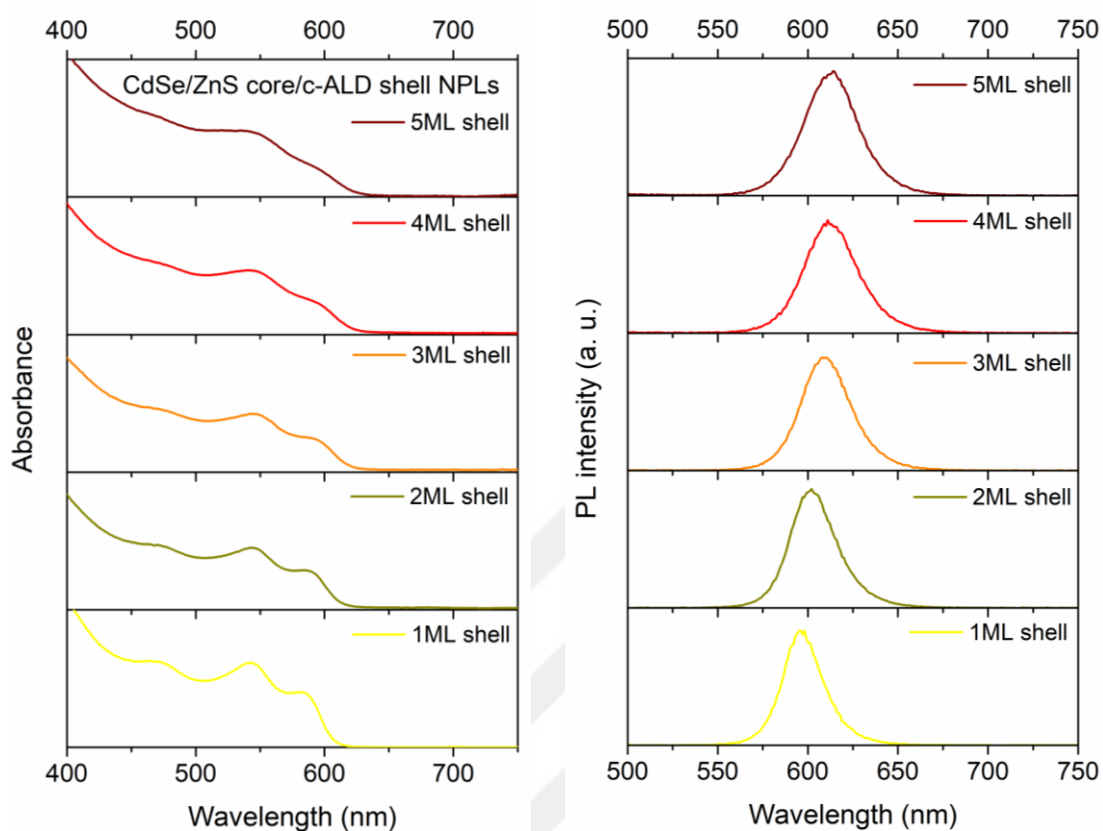 400 500 600 700
CdSe/ZnS core/c-ALD shell NPLs
5ML shell
4ML shell
3ML shell
2ML shell
1ML shell
Absorbance
400 500 600 700
Wavelength (nm)
500 550 600 650 700 750
5ML shell
4ML shell
3ML shell
2ML shell
1ML shell
PL intensity (a. u.)
500 550 600 650 700 750
Wavelength (nm)